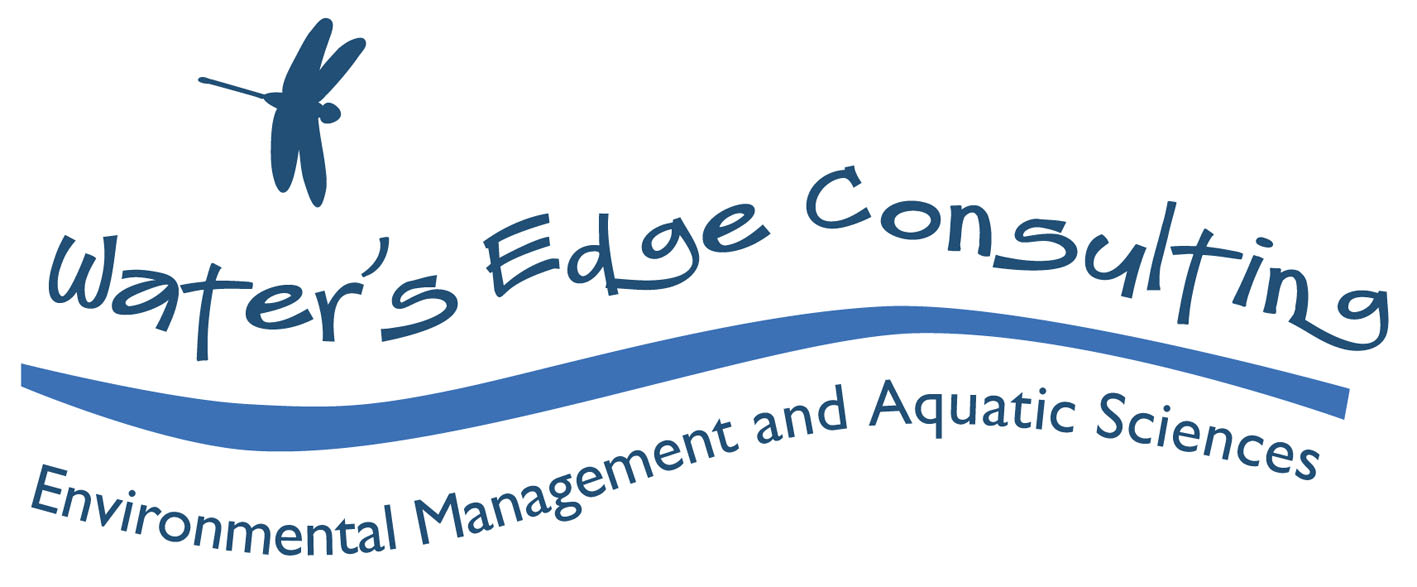 Water's Edge Consulting
Environmental Management and Aquatic Sciences